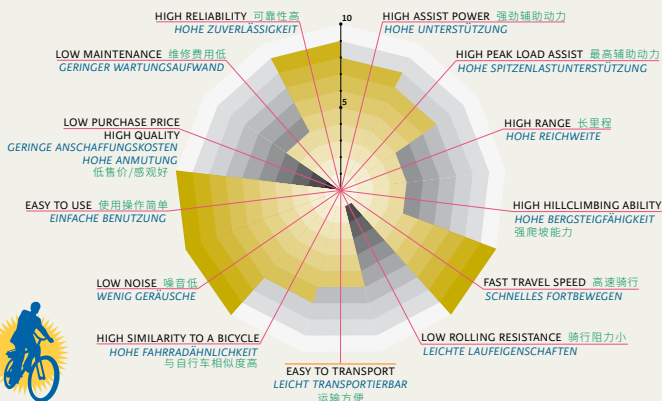 10
5
HIGH RELIABILITY 可靠性高
HOHE ZUVERLÄSSIGKEIT
HIGH ASSIST POWER 强劲辅助动力
HOHE UNTERSTÜTZUNG
LOW MAINTENANCE 维修费用低
GERINGER WARTUNGSAUFWAND
HIGH PEAK LOAD ASSIST 最高辅助动力
HOHE SPITZENLASTUNTERSTÜTZUNG
LOW PURCHASE PRICE
HIGH QUALITY
GERINGE ANSCHAFFUNGSKOSTEN
HOHE ANMUTUNG
低售价/感观好
HIGH RANGE 长里程
HOHE REICHWEITE
EASY TO USE 使用操作简单
EINFACHE BENUTZUNG
HIGH HILLCLIMBING ABILITY
HOHE BERGSTEIGFÄHIGKEIT
强爬坡能力
LOW NOISE 噪音低
WENIG GERÄUSCHE
FAST TRAVEL SPEED 高速骑行
SCHNELLES FORTBEWEGEN
HIGH SIMILARITY TO A BICYCLE
HOHE FAHRRADÄHNLICHKEIT
与自行车相似度高
LOW ROLLING RESISTANCE 骑行阻力小
LEICHTE LAUFEIGENSCHAFTEN
EASY TO TRANSPORT
LEICHT TRANSPORTIERBAR
运输方便